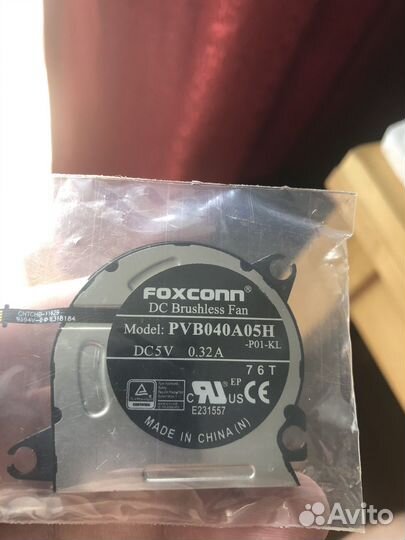 FOXCONN
DC Brushless Fan
Model: PVB040A05H
-P01-KL
DC5V 0.32A
76T
EP
C US
E231557
CERTIFIED
MADE IN CHINA (N)
Avito